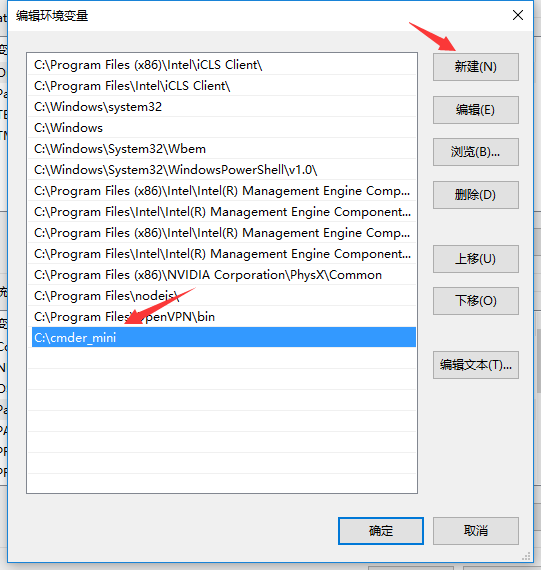 编辑环境变量
C:\Program Files (x86)\Intel\iCLS Client\
C:\Program Files\Intel\iCLS Client\
C:\Windows\system32
C:\Windows
C:\Windows\System32\Wbem
C:\Windows\System32\WindowsPowerShell\v1.0\
C:\Program Files (x86)\Intel\Intel(R) Management Engine Comp...
C:\Program Files\Intel\Intel(R) Management Engine Component...
C:\Program Files (x86)\Intel\Intel(R) Management Engine Comp...
C:\Program Files\Intel\Intel(R) Management Engine Component...
C:\Program Files (x86)\NVIDIA Corporation\PhysX\Common
C:\Program Files\nodejs\
C:\Program Files\OpenVPN\bin
C:\cmder_mini
新建(N)
编辑(E)
浏览(B)...
删除(D)
上移(U)
下移(O)
编辑文本(T)...
确定
取消